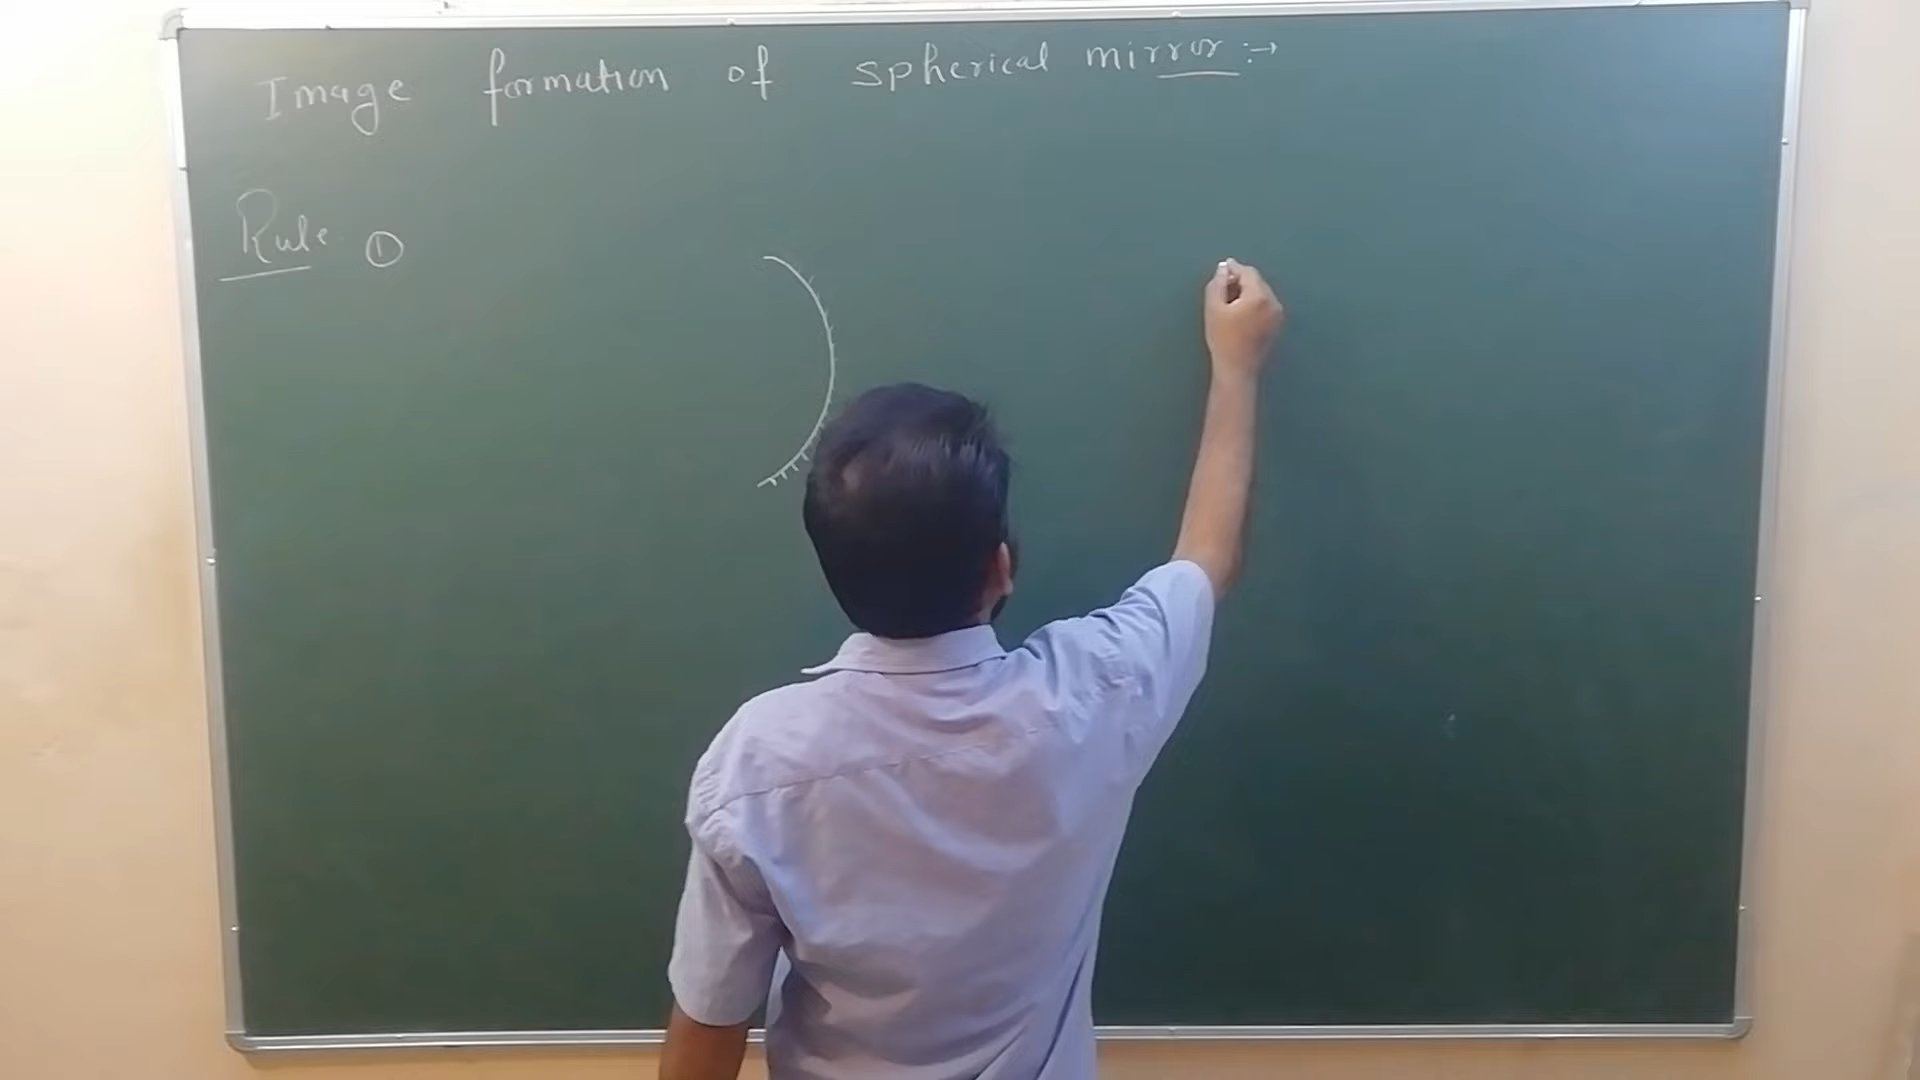 Image formation of spherical mirror :→
Rule ①